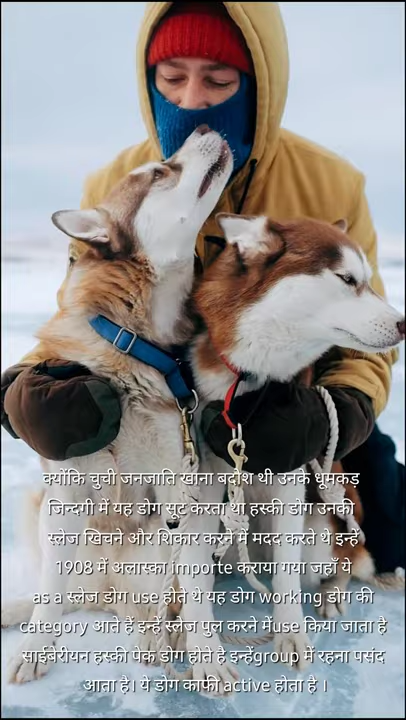 क्योंकि चुची जनजाति खाना बदोश थी उनके धूमकड़
जिन्दगी में यह डोग सूट करता था हस्की डोग उनकी
स्लेज खिचने और शिकार करने में मदद करते थे इन्हें
1908 में अलास्का importe कराया गया जहाँ ये
as a स्लेज डोग use होते थे यह डोग working डोग की
category आते हैं इन्हें स्लेज पुल करने मेंuse किया जाता है
साईबेरीयन हस्की पेक डोग होते है इन्हेंgroup में रहना पसंद
आता है। ये डोग काफी active होता है ।